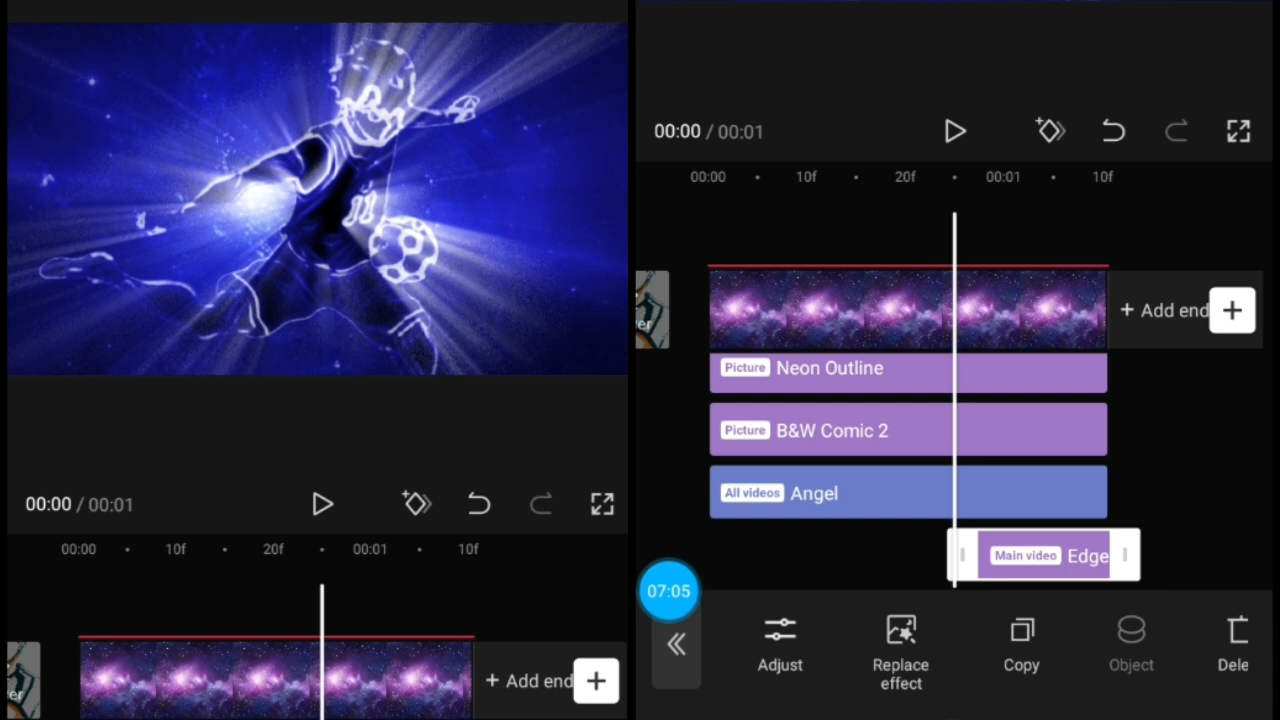 00:00 / 00:01
00:00 10f 20f 00:01 10f
er
+ Add end
+
00:00 / 00:01
00:00 10f 20f 00:01 10f
er
+ Add end
+
Picture Neon Outline
Picture B&W Comic 2
All videos Angel
Main video Edge
07:05
Adjust
Replace
effect
Copy
Object
Dele